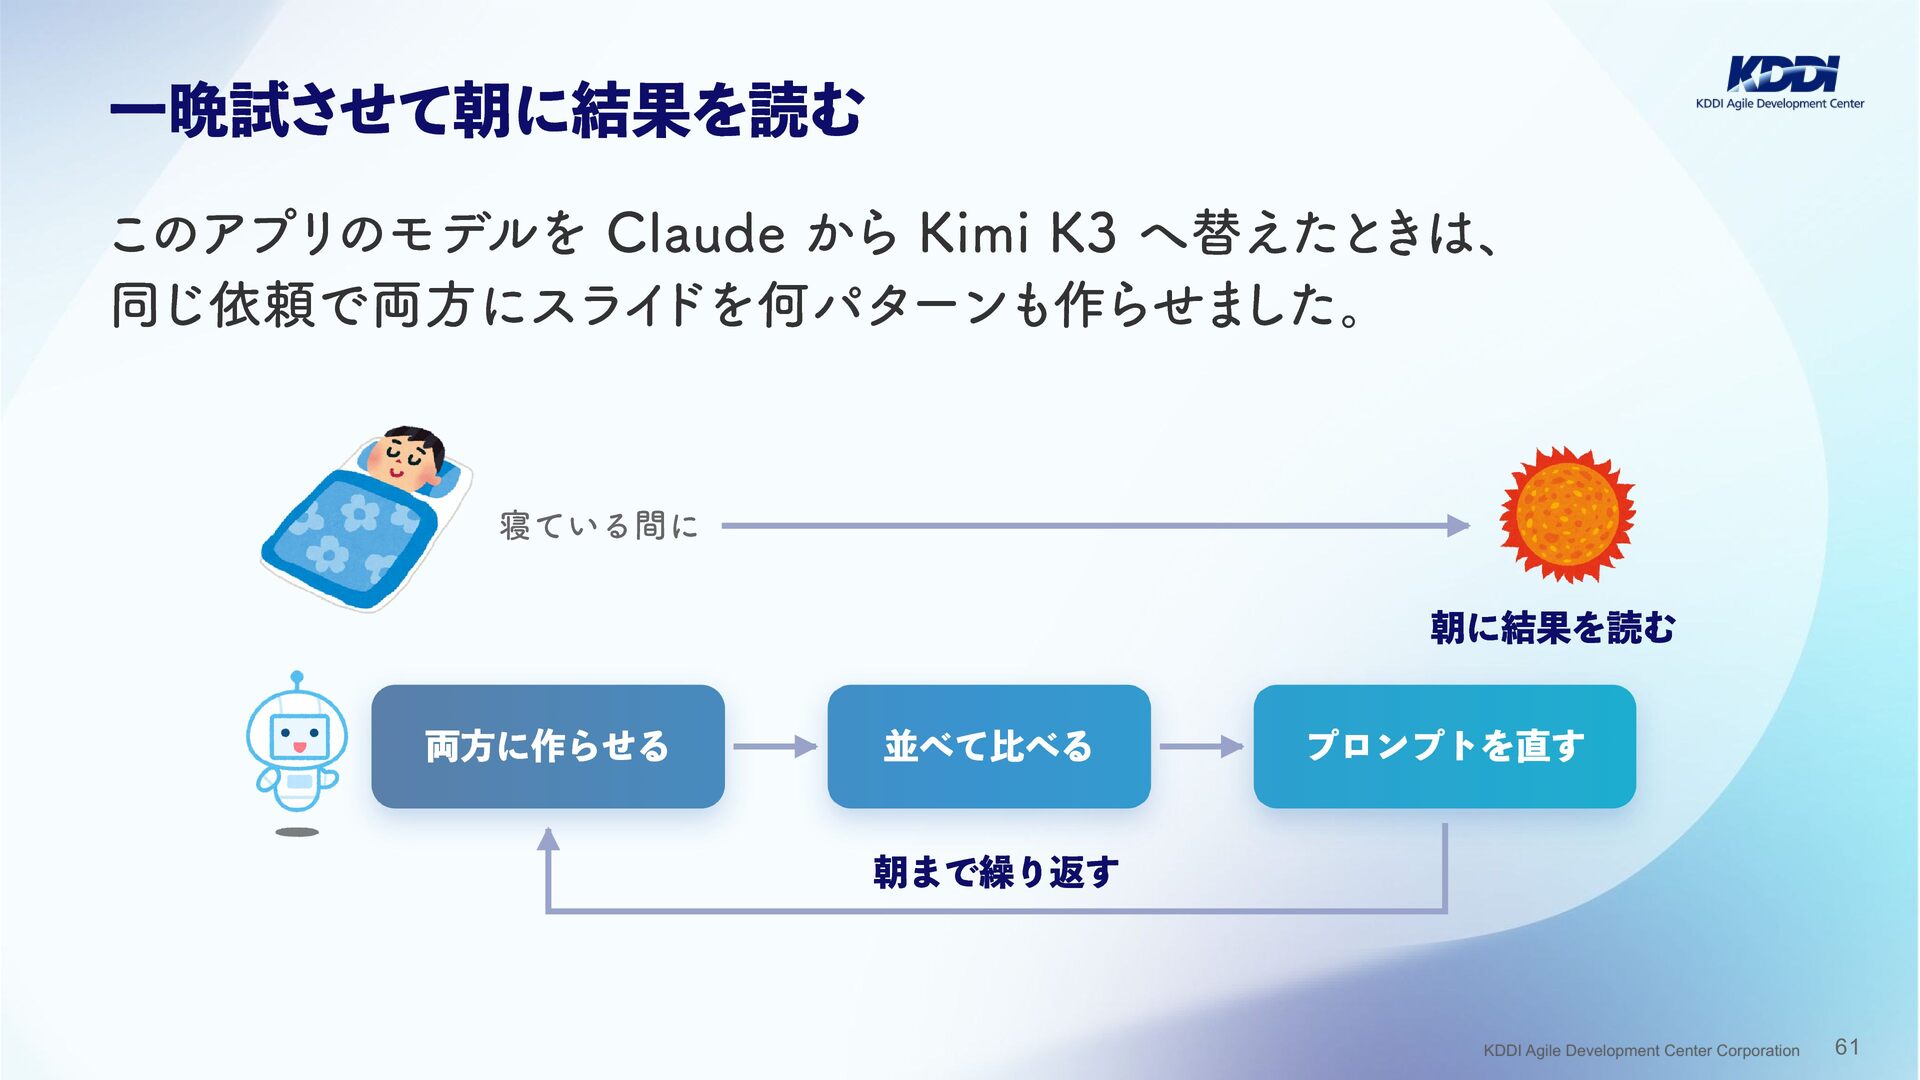 一晩試させて朝に結果を読む
KDDI
KDDI Agile Development Center
このアプリのモデルを Claude から Kimi K3 へ替えたときは、
同じ依頼で両方にスライドを何パターンも作らせました。
寝ている間に
朝に結果を読む
両方に作らせる
並べて比べる
プロンプトを直す
朝まで繰り返す
KDDI Agile Development Center Corporation
61